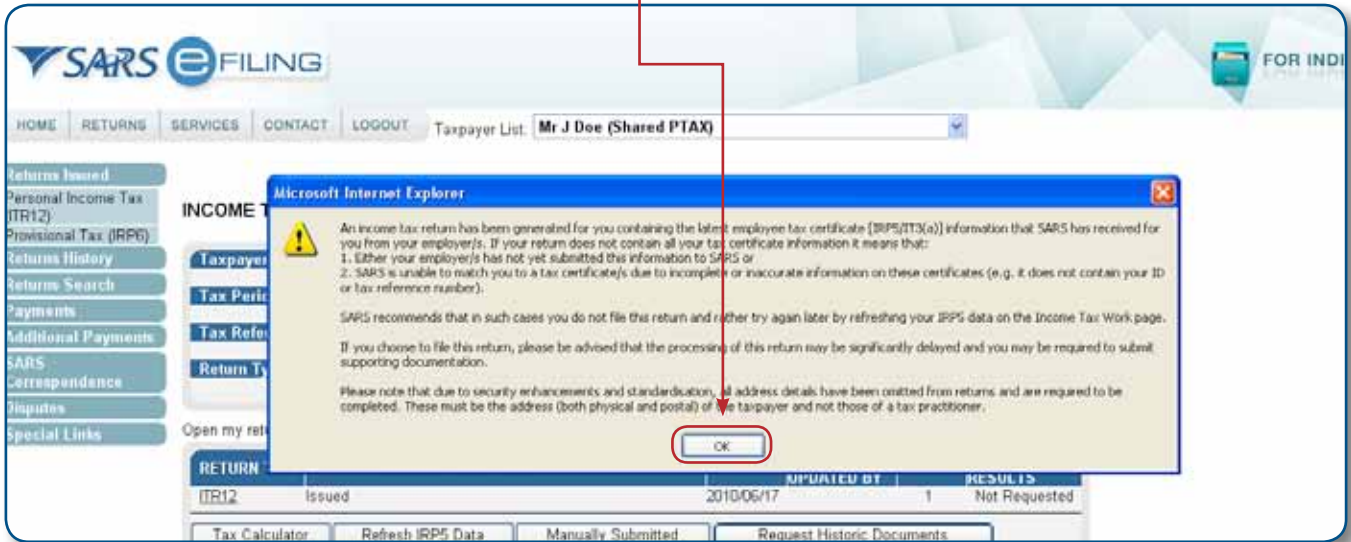 SARS eFILING
FOR INDI
HOME RETURNS SERVICES CONTACT LOGOUT Taxpayer List: Mr J Doe (Shared PTAX)
Returns Issued
Personal Income Tax
(ITR12)
Provisional Tax (IRP6)
Returns History
Returns Search
Payments
Additional Payments
SARS
Correspondence
Disputes
Special Links
INCOME T
Taxpayer
Tax Perio
Tax Refer
Return Ty
Microsoft Internet Explorer
An income tax return has been generated for you containing the latest employee tax certificate [IRP5/IT3(a)] information that SARS has received for
you from your employer/s. If your return does not contain all your tax certificate information it means that:
1. Either your employer/s has not yet submitted this information to SARS or
2. SARS is unable to match you to a tax certificate/s due to incomplete or inaccurate information on these certificates (e.g. it does not contain your ID
or tax reference number).
SARS recommends that in such cases you do not file this return and rather try again later by refreshing your IRP5 data on the Income Tax Work page.
If you choose to file this return, please be advised that the processing of this return may be significantly delayed and you may be required to submit
supporting documentation.
Please note that due to security enhancements and standardisation, all address details have been omitted from returns and are required to be
completed. These must be the address (both physical and postal) of the taxpayer and not those of a tax practitioner.
OK
Open my retu
RETURN UPDATED BY RESULTS
ITR12 Issued 2010/06/17 1 Not Requested
Tax Calculator Refresh IRP5 Data Manually Submitted Request Historic Documents